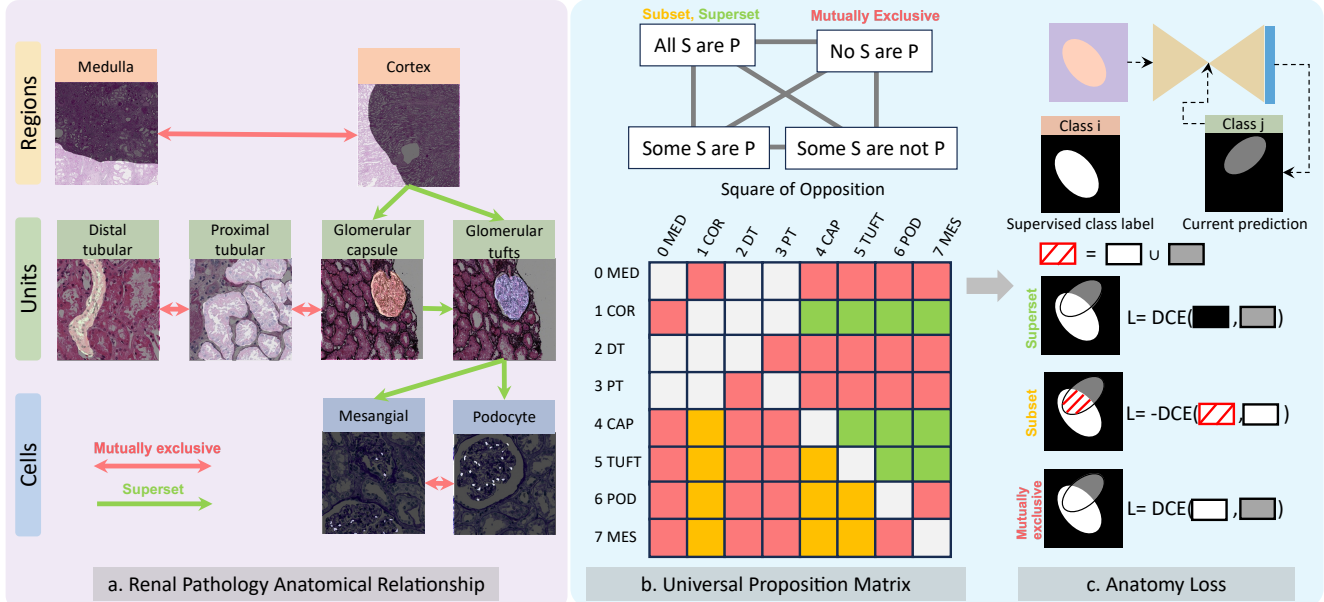 Regions
Medulla
Cortex
Units
Distal
tubular
Proximal
tubular
Glomerular
capsule
Glomerular
tufts
Cells
Mesangial
Podocyte
Mutually exclusive
Superset
a. Renal Pathology Anatomical Relationship
Subset, Superset
Mutually Exclusive
All S are P
No S are P
Some S are P
Some S are not P
Square of Opposition
0 MED
1 COR
2 DT
3 PT
4 CAP
5 TUFT
6 POD
7 MES
0 MED
1 COR
2 DT
3 PT
4 CAP
5 TUFT
6 POD
7 MES
b. Universal Proposition Matrix
Class i
Class j
Supervised class label
Current prediction
= ∪
Superset
L= DCE( , )
Subset
L= -DCE( , )
Mutually
exclusive
L= DCE( , )
c. Anatomy Loss